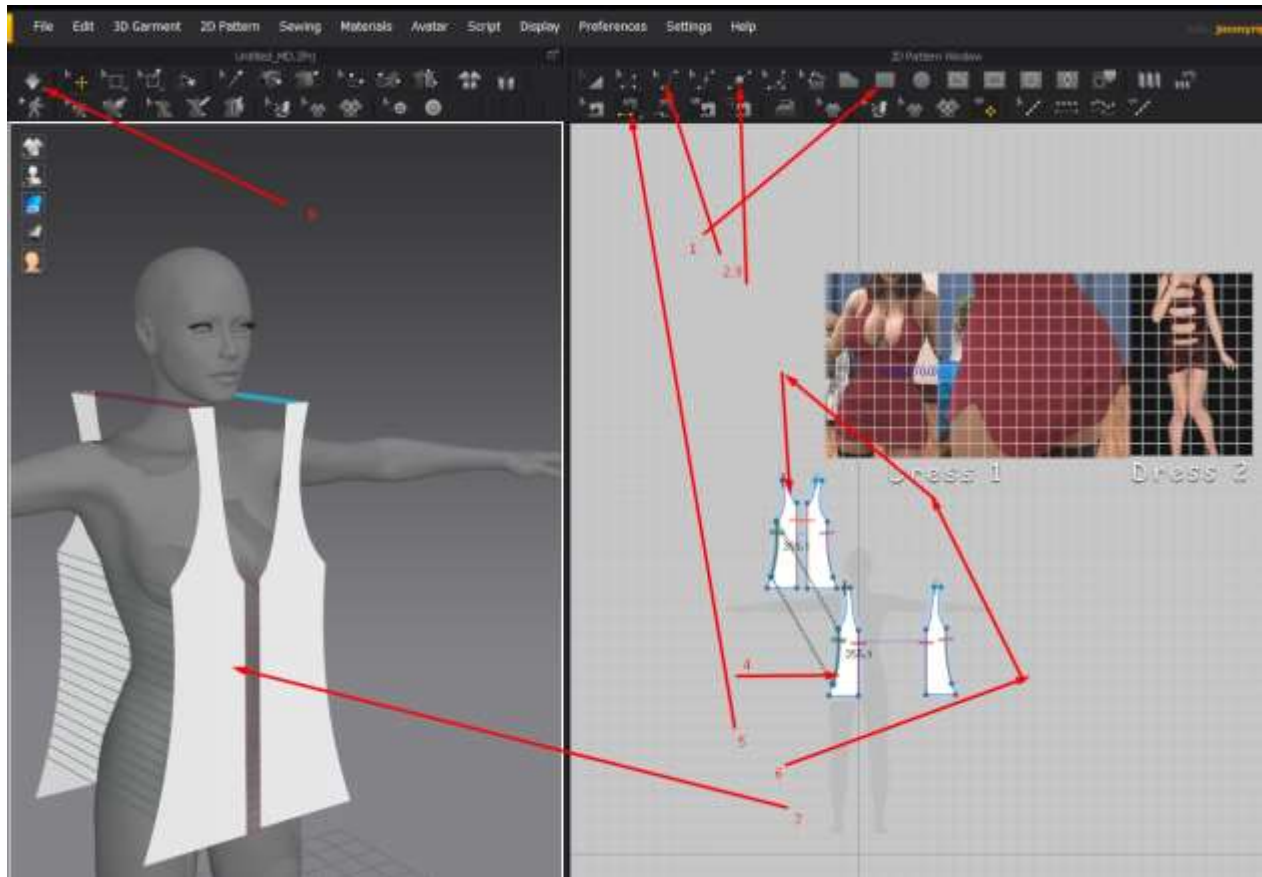 File Edit 3D Garment 2D Pattern Sewing Materials Avatar Script Display Preferences Settings Help
2D Pattern Window
1
2,3
Dress 1 Dress 2
4
5
6
7